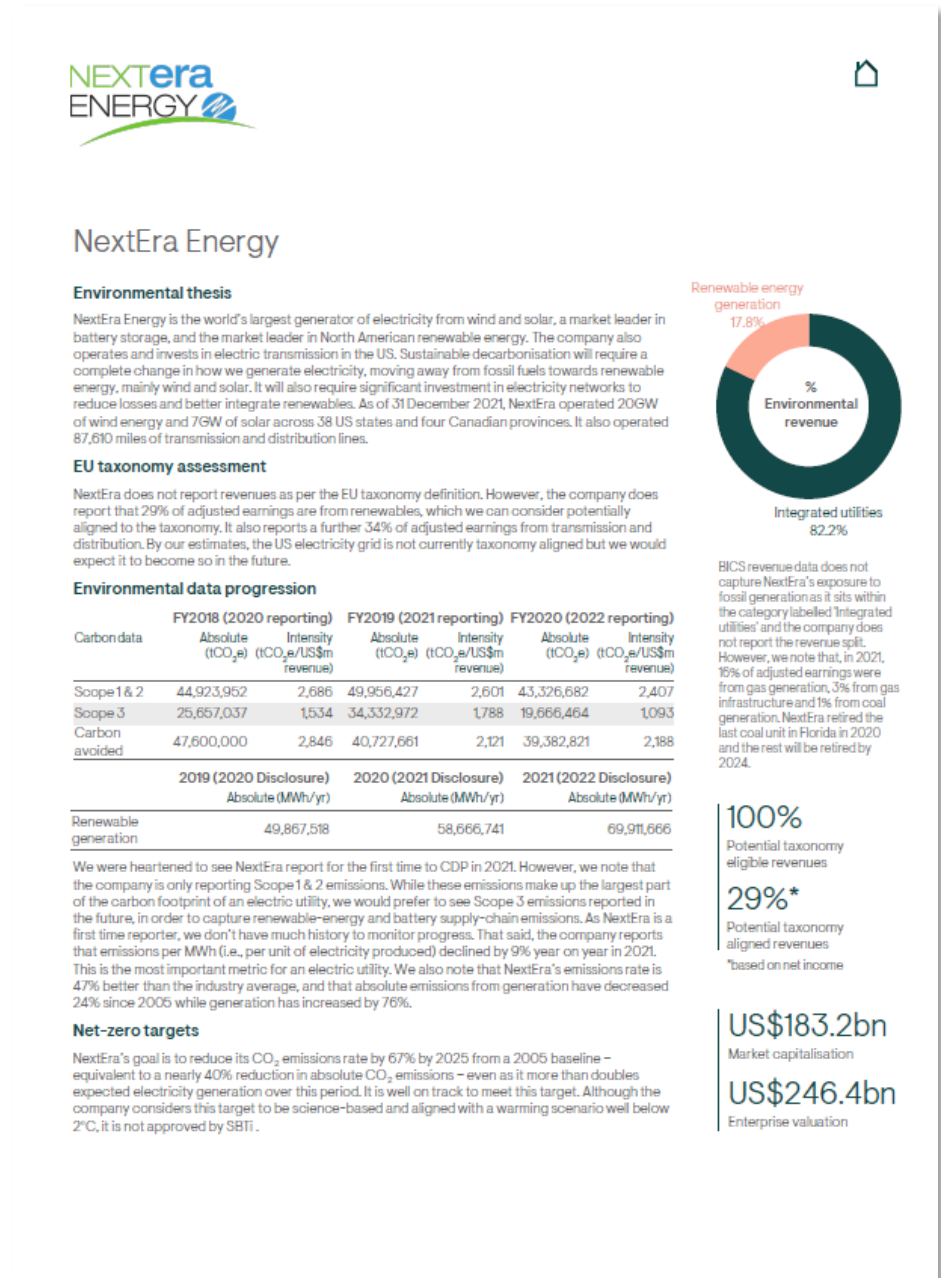 NEXTera
ENERGY
NextEra Energy
Environmental thesis
NextEra Energy is the world's largest generator of electricity from wind and solar, a market leader in
battery storage, and the market leader in North American renewable energy. The company also
operates and invests in electric transmission in the US. Sustainable decarbonisation will require a
complete change in how we generate electricity, moving away from fossil fuels towards renewable
energy, mainly wind and solar. It will also require significant investment in electricity networks to
reduce losses and better integrate renewables. As of 31 December 2021, NextEra operated 20GW
of wind energy and 7GW of solar across 38 US states and four Canadian provinces. It also operated
87,610 miles of transmission and distribution lines.
EU taxonomy assessment
NextEra does not report revenues as per the EU taxonomy definition. However, the company does
report that 29% of adjusted earnings are from renewables, which we can consider potentially
aligned to the taxonomy. It also reports a further 34% of adjusted earnings from transmission and
distribution. By our estimates, the US electricity grid is not currently taxonomy aligned but we would
expect it to become so in the future.
Environmental data progression
FY2018 (2020 reporting) FY2019 (2021 reporting) FY2020 (2022 reporting)
Carbon data Absolute Intensity Absolute Intensity Absolute Intensity
(tCO₂e) (tCO₂e/US$m (tCO₂e) (tCO₂e/US$m (tCO₂e) (tCO₂e/US$m
revenue) revenue) revenue)
Scope 1 & 2 44,923,952 2,686 49,956,427 2,601 43,326,682 2,407
Scope 3 25,657,037 1,534 34,332,972 1,788 19,666,464 1,093
Carbon
avoided 47,600,000 2,846 40,727,661 2,121 39,382,821 2,188
2019 (2020 Disclosure) 2020 (2021 Disclosure) 2021 (2022 Disclosure)
Absolute (MWh/yr) Absolute (MWh/yr) Absolute (MWh/yr)
Renewable
generation 49,867,518 58,666,741 69,911,666
We were heartened to see NextEra report for the first time to CDP in 2021. However, we note that
the company is only reporting Scope 1 & 2 emissions. While these emissions make up the largest part
of the carbon footprint of an electric utility, we would prefer to see Scope 3 emissions reported in
the future, in order to capture renewable-energy and battery supply-chain emissions. As NextEra is a
first time reporter, we don't have much history to monitor progress. That said, the company reports
that emissions per MWh (i.e., per unit of electricity produced) declined by 9% year on year in 2021.
This is the most important metric for an electric utility. We also note that NextEra's emissions rate is
47% better than the industry average, and that absolute emissions from generation have decreased
24% since 2005 while generation has increased by 76%.
Net-zero targets
NextEra's goal is to reduce its CO₂ emissions rate by 67% by 2025 from a 2005 baseline –
equivalent to a nearly 40% reduction in absolute CO₂ emissions – even as it more than doubles
expected electricity generation over this period. It is well on track to meet this target. Although the
company considers this target to be science-based and aligned with a warming scenario well below
2°C, it is not approved by SBTi .
Renewable energy
generation
17.8%
%
Environmental
revenue
Integrated utilities
82.2%
BICS revenue data does not
capture NextEra's exposure to
fossil generation as it sits within
the category labelled 'Integrated
utilities' and the company does
not report the revenue split.
However, we note that, in 2021,
16% of adjusted earnings were
from gas generation, 3% from gas
infrastructure and 1% from coal
generation. NextEra retired the
last coal unit in Florida in 2020
and the rest will be retired by
2024.
100%
Potential taxonomy
eligible revenues
29%*
Potential taxonomy
aligned revenues
*based on net income
US$183.2bn
Market capitalisation
US$246.4bn
Enterprise valuation